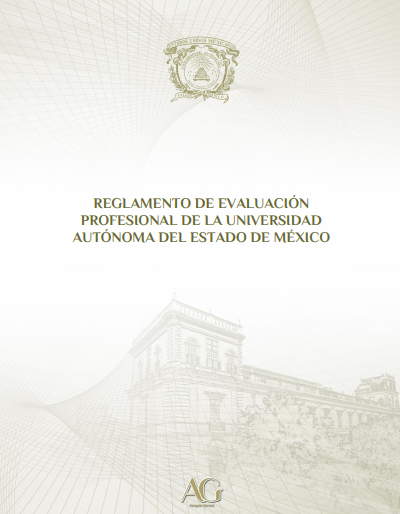 REGLAMENTO DE EVALUACIÓN
PROFESIONAL DE LA UNIVERSIDAD
AUTÓNOMA DEL ESTADO DE MÉXICO
AG